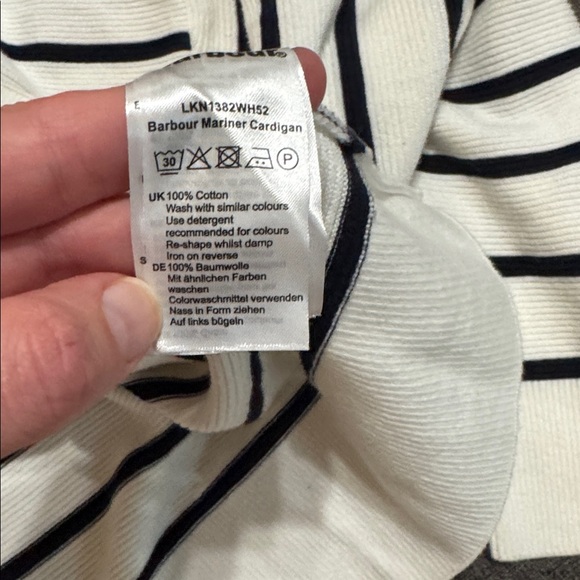 LKN1382WH52
Barbour Mariner Cardigan
30 P
UK 100% Cotton
Wash with similar colours
Use detergent
recommended for colours
Re-shape whilst damp
Iron on reverse
DE 100% Baumwolle
Mit ähnlichen Farben
waschen
Colorwaschmittel verwenden
Nass in Form ziehen
Auf links bügeln